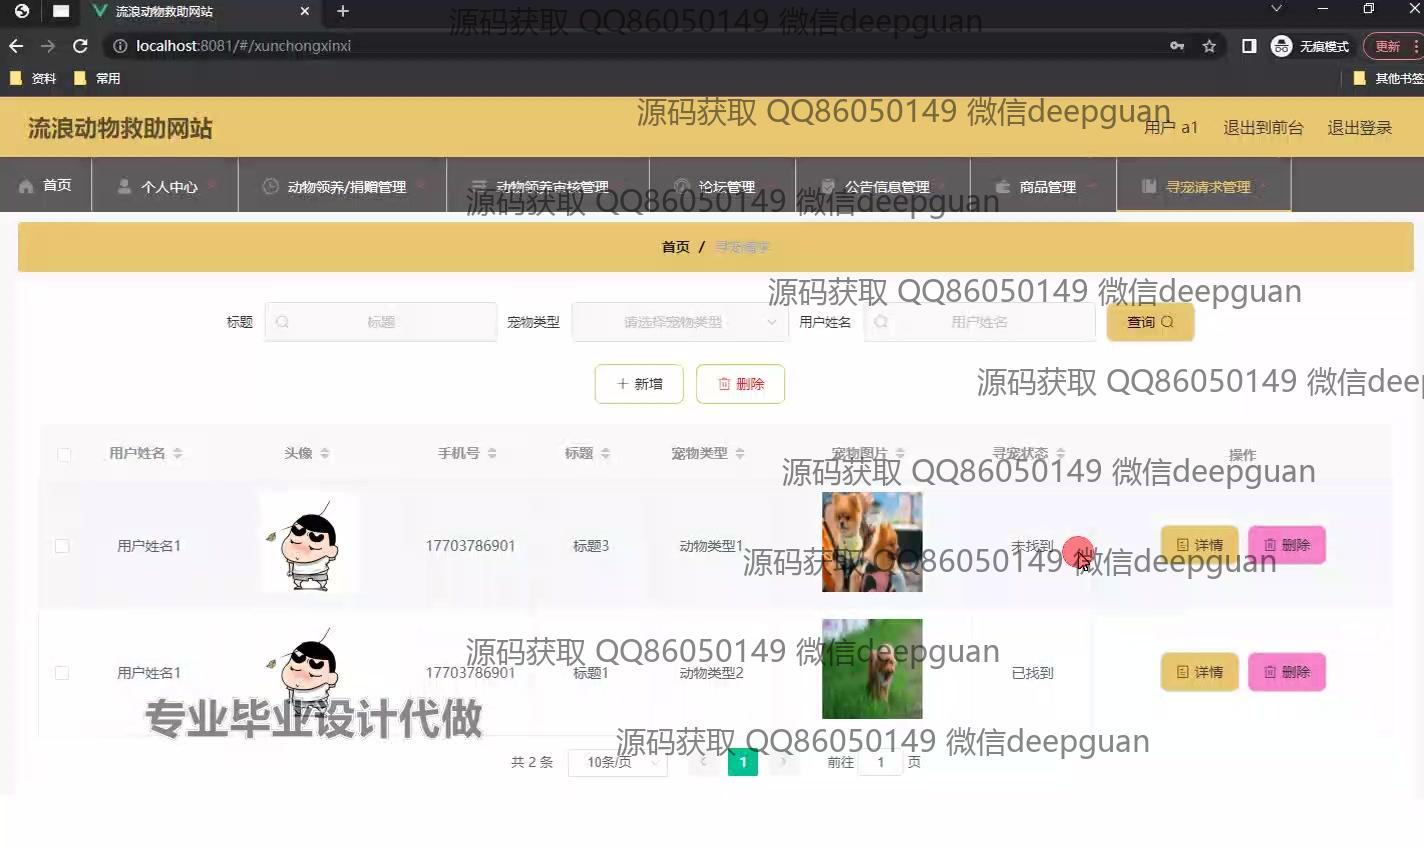 流浪动物救助网站
源码获取 QQ86050149 微信deepguan
localhost:8081/#/xunchongxinxi
无痕模式
更新
资料
常用
其他书签
源码获取 QQ86050149 微信deepguan
流浪动物救助网站
用户 a1
退出到前台
退出登录
首页
个人中心
动物领养/捐赠管理
动物领养审核管理
论坛管理
公告信息管理
商品管理
寻宠请求管理
源码获取 QQ86050149 微信deepguan
首页 /
源码获取 QQ86050149 微信deepguan
标题
标题
宠物类型
请选择宠物类型
用户姓名
用户姓名
查询
新增
删除
源码获取 QQ86050149 微信deep
用户姓名
头像
手机号
标题
宠物类型
宠物图片
寻宠状态
操作
源码获取 QQ86050149 微信deepguan
用户姓名1
17703786901
标题3
动物类型1
未找到
详情
删除
源码获取 QQ86050149 微信deepguan
源码获取 QQ86050149 微信deepguan
用户姓名1
17703786901
标题1
动物类型2
已找到
详情
删除
专业毕业设计代做
源码获取 QQ86050149 微信deepguan
共 2 条
10条/页
1
前往
1
页